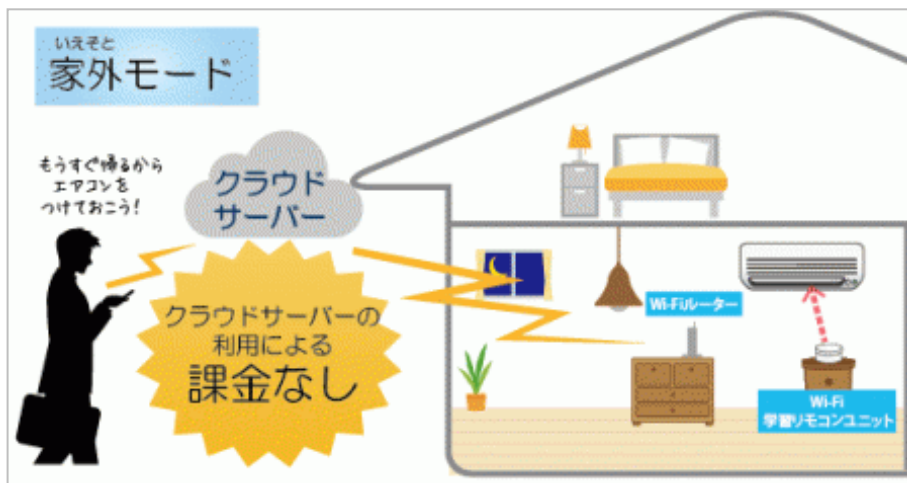 いえそと
家外モード
もうすぐ帰るから
エアコンを
つけておこう!
クラウド
サーバー
クラウドサーバーの
利用による
課金なし
Wi-Fiルーター
Wi-Fi
学習リモコンユニット